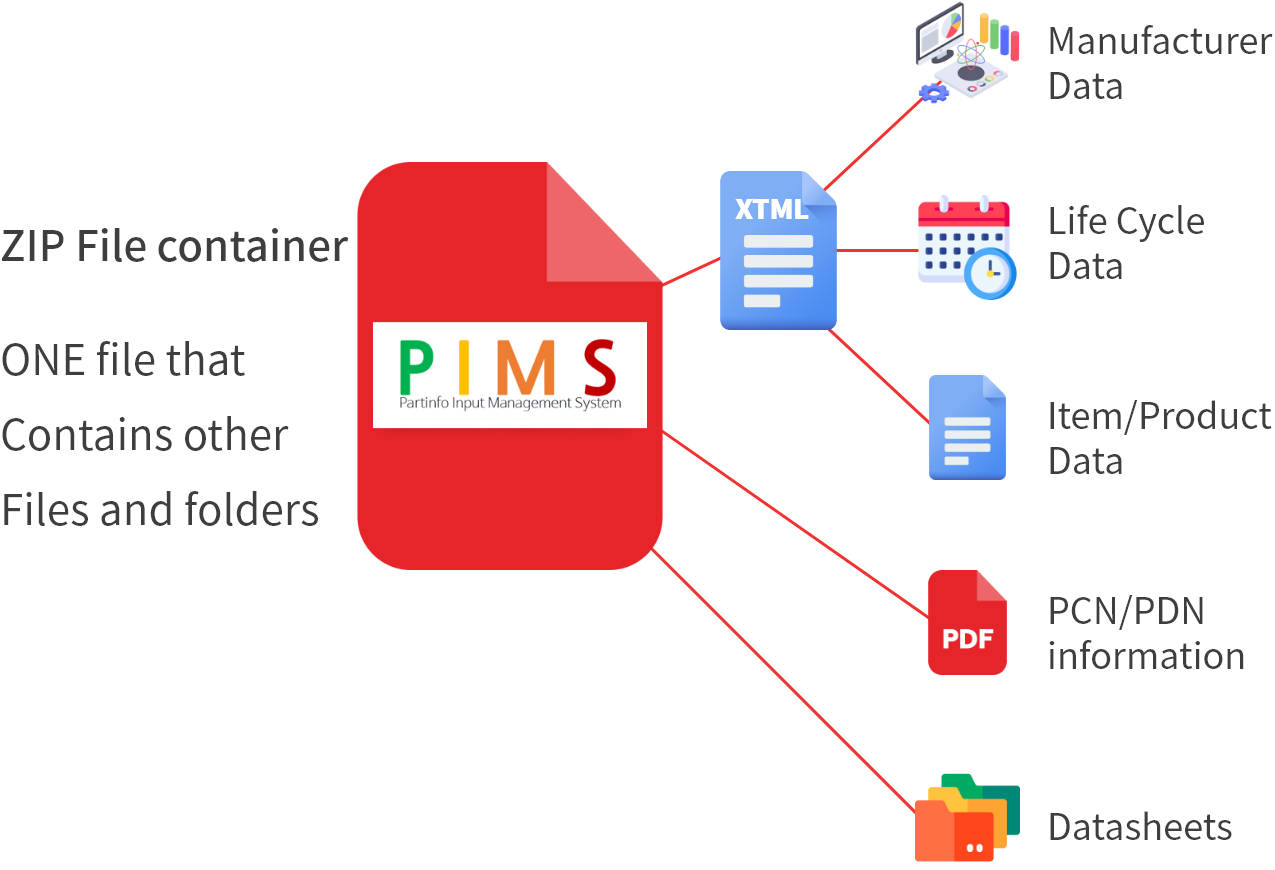 ZIP File container
ONE file that
Contains other
Files and folders
P I M S
Partinfo Input Management System
XTML
Manufacturer
Data
Life Cycle
Data
Item/Product
Data
PDF
PCN/PDN
information
Datasheets